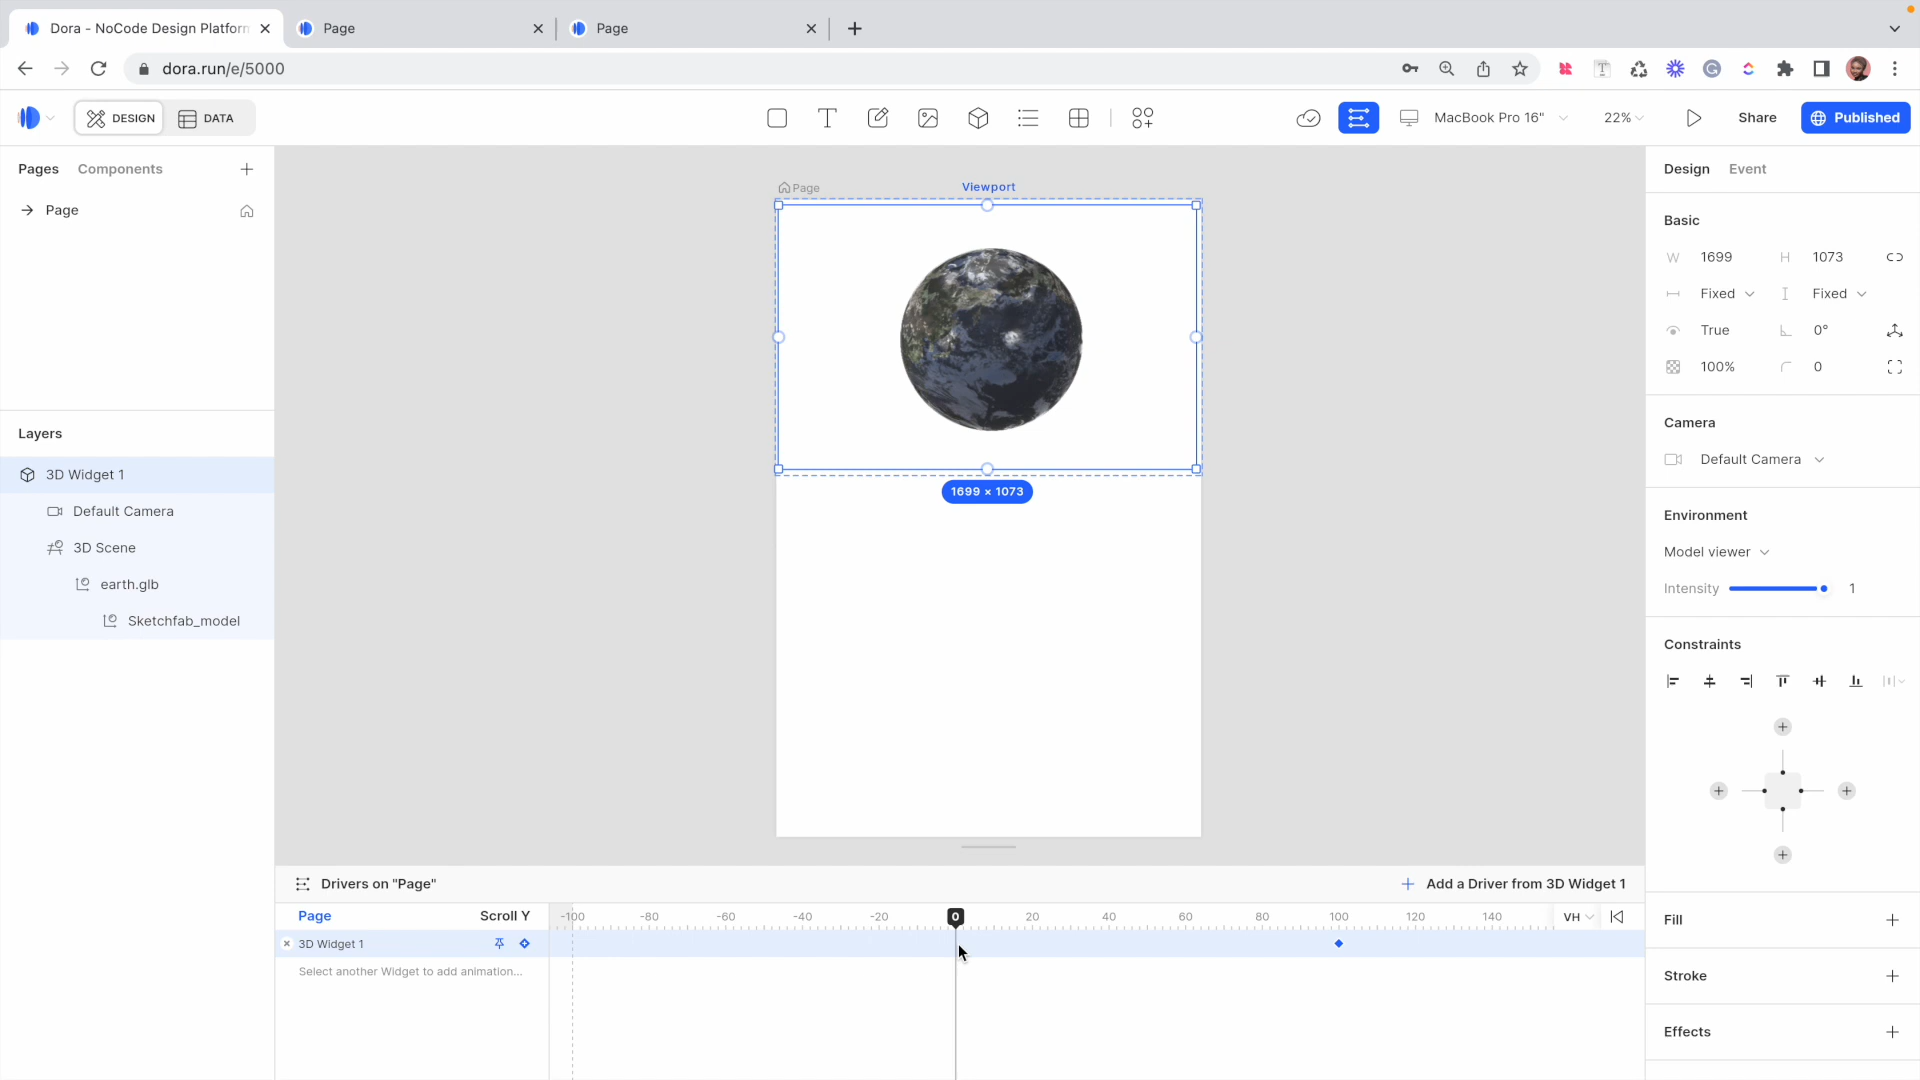 Dora - NoCode Design Platform
Page
Page
dora.run/e/5000
DESIGN
DATA
MacBook Pro 16"
22%
Share
Published
Pages
Components
Page
Page
Viewport
1699 × 1073
Layers
3D Widget 1
Default Camera
3D Scene
earth.glb
Sketchfab_model
Design
Event
Basic
W 1699
H 1073
Fixed
Fixed
True
0°
100%
0
Camera
Default Camera
Environment
Model viewer
Intensity
1
Constraints
Fill
Stroke
Effects
Drivers on "Page"
Add a Driver from 3D Widget 1
Page
Scroll Y
-100 -80 -60 -40 -20 0 20 40 60 80 100 120 140
VH
3D Widget 1
Select another Widget to add animation...